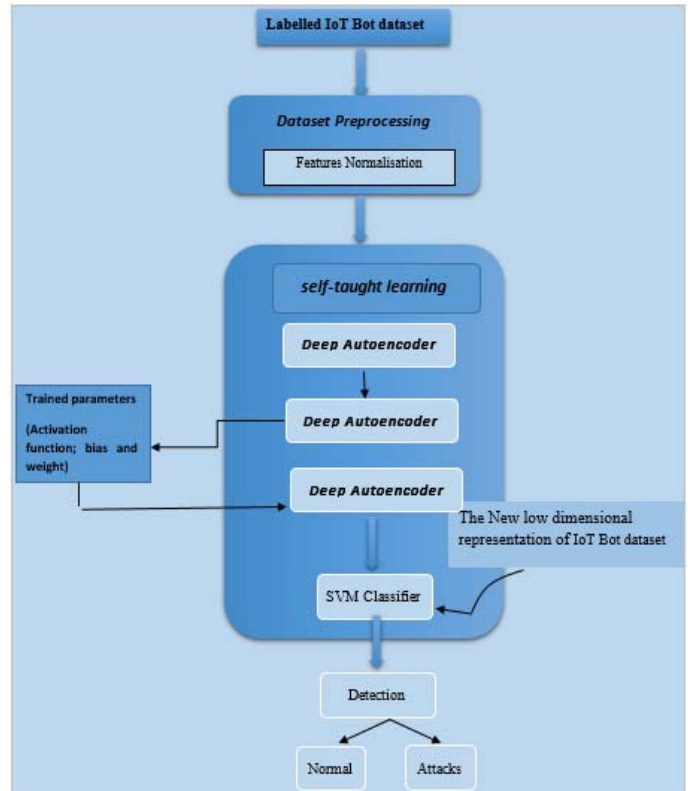 Labelled IoT Bot dataset
Dataset Preprocessing
Features Normalisation
self-taught learning
Deep Autoencoder
Deep Autoencoder
Trained parameters
(Activation
function; bias and
weight)
Deep Autoencoder
The New low dimensional
representation of IoT Bot dataset
SVM Classifier
Detection
Normal
Attacks